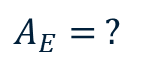 A_E = ?